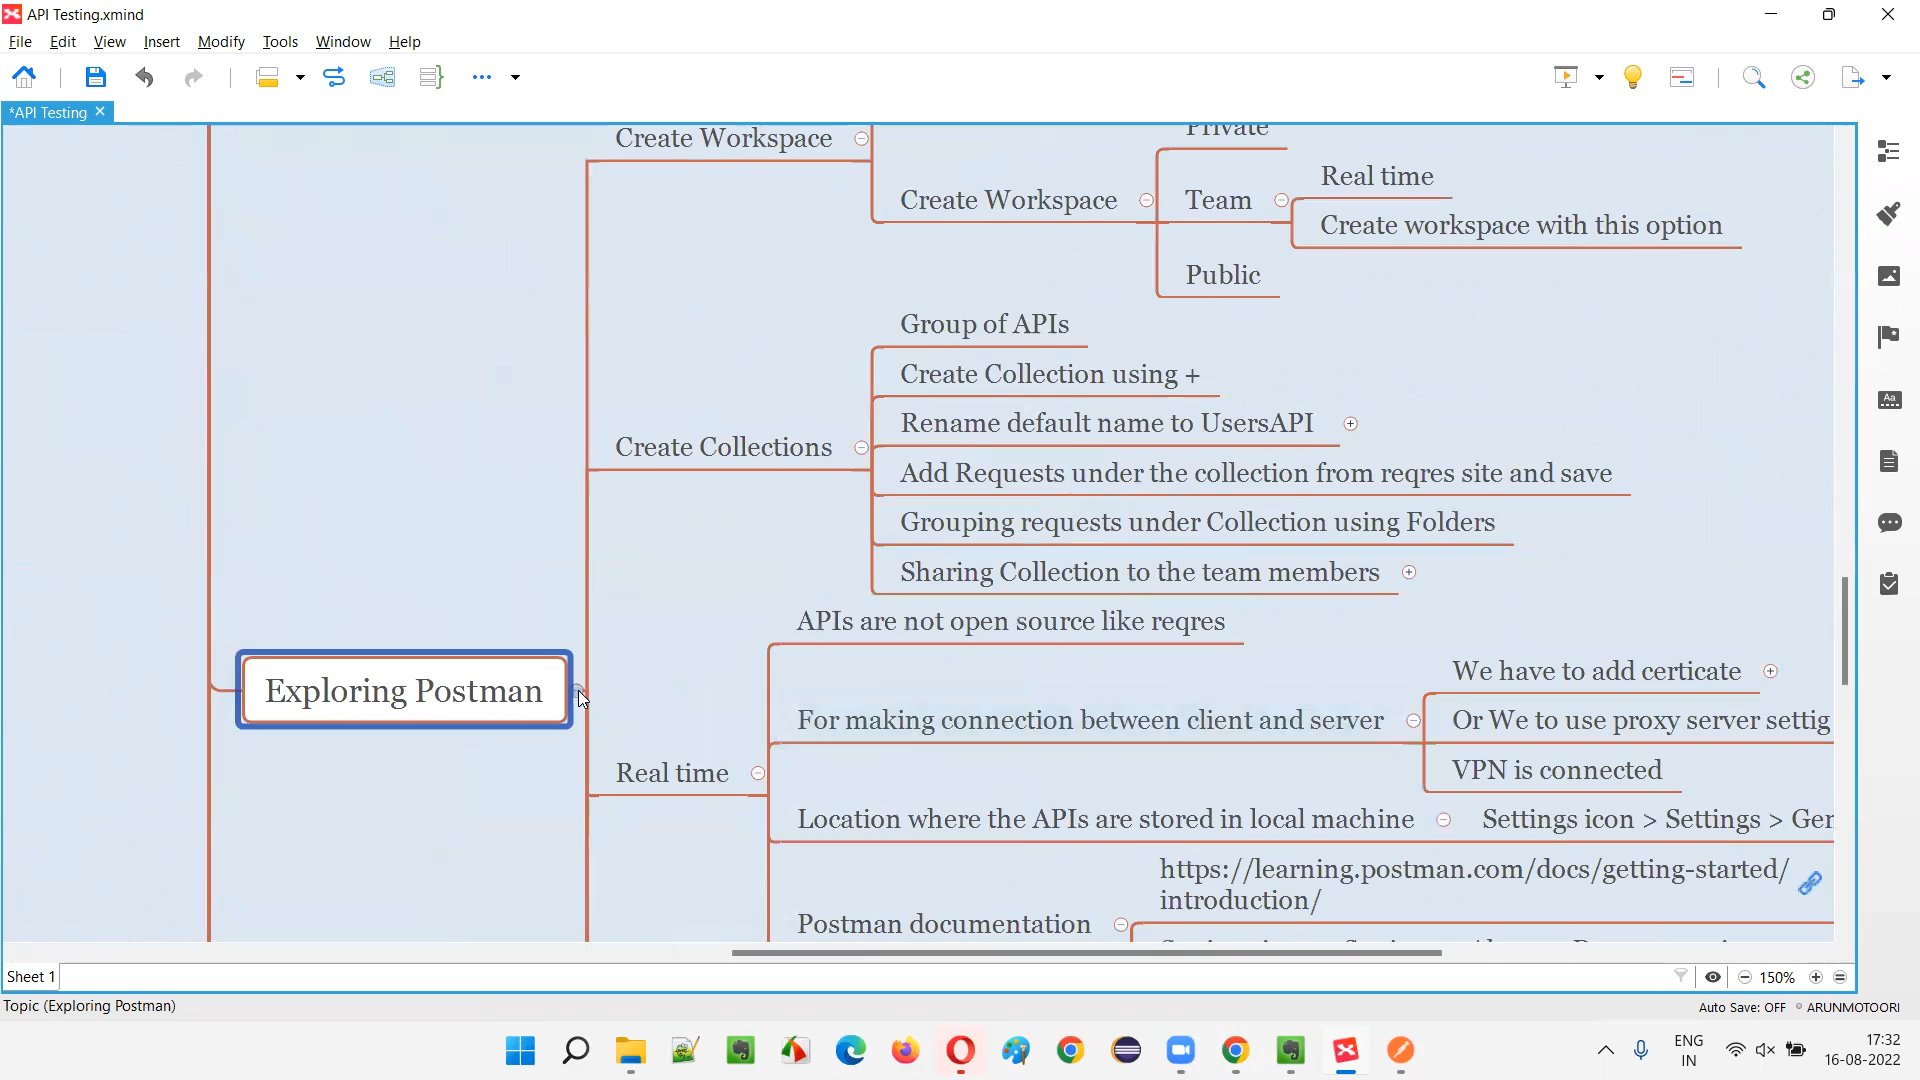 API Testing.xmind
File Edit View Insert Modify Tools Window Help
*API Testing
Private
Create Workspace
Real time
Create Workspace
Team
Create workspace with this option
Public
Group of APIs
Create Collection using +
Rename default name to UsersAPI
Create Collections
Add Requests under the collection from reqres site and save
Grouping requests under Collection using Folders
Sharing Collection to the team members
APIs are not open source like reqres
We have to add certicate
Exploring Postman
For making connection between client and server
Or We to use proxy server settig
Real time
VPN is connected
Location where the APIs are stored in local machine
Settings icon > Settings > Ger
https://learning.postman.com/docs/getting-started/
introduction/
Postman documentation
Sheet 1
150%
Topic (Exploring Postman)
Auto Save: OFF
ARUNMOTOORI
ENG
IN
17:32
16-08-2022